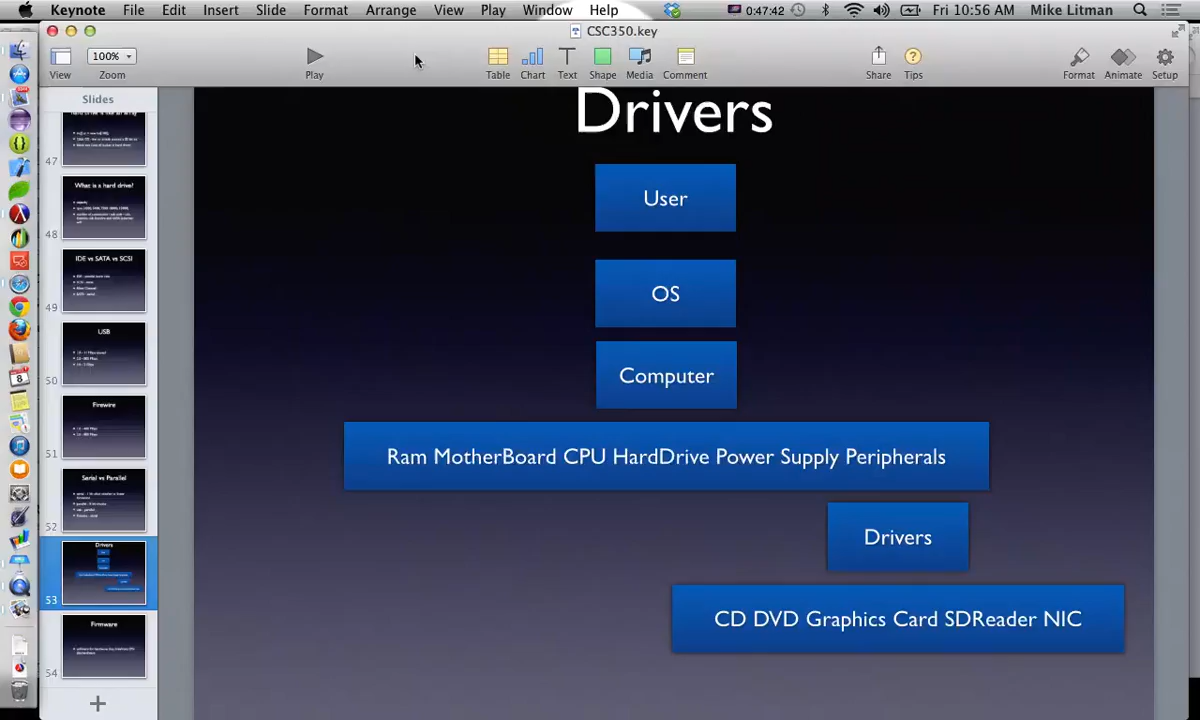 Keynote File Edit Insert Slide Format Arrange View Play Window Help 0:47:42 Fri 10:56 AM Mike Litman
CSC350.key
100%
View Zoom Play Table Chart Text Shape Media Comment Share Tips Format Animate Setup
Slides
47
What is a hard drive?
48
IDE vs SATA vs SCSI
49
USB
50
Firewire
51
Serial vs Parallel
52
Drivers
53
Firmware
54
Drivers
User
OS
Computer
Ram MotherBoard CPU HardDrive Power Supply Peripherals
Drivers
CD DVD Graphics Card SDReader NIC